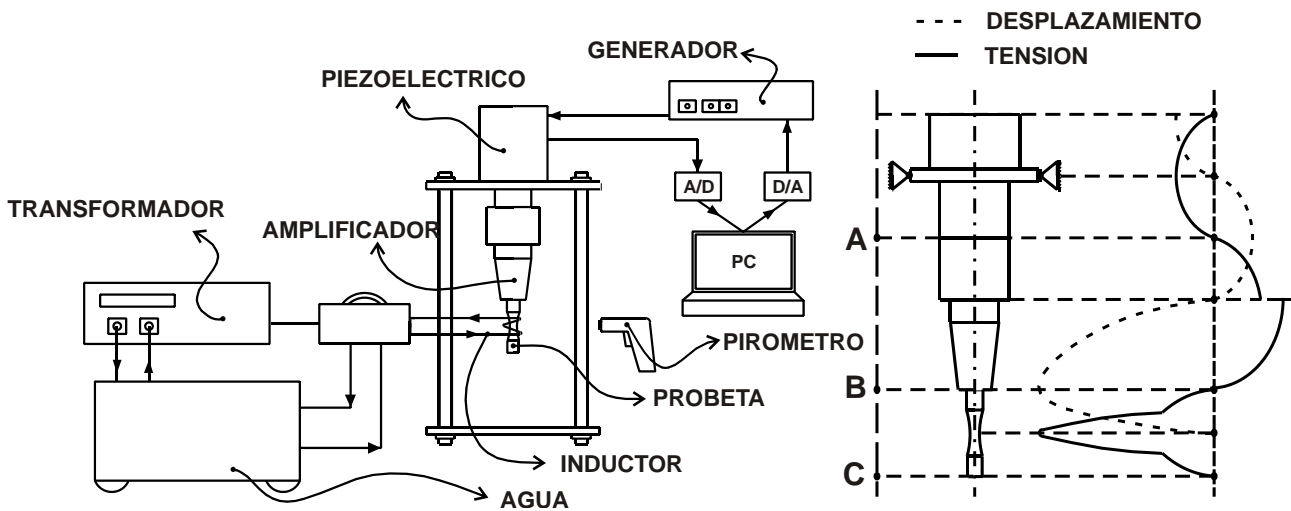 DESPLAZAMIENTO
TENSION
GENERADOR
PIEZOELECTRICO
A/D
D/A
TRANSFORMADOR
AMPLIFICADOR
PC
PIROMETRO
PROBETA
INDUCTOR
AGUA
A
B
C